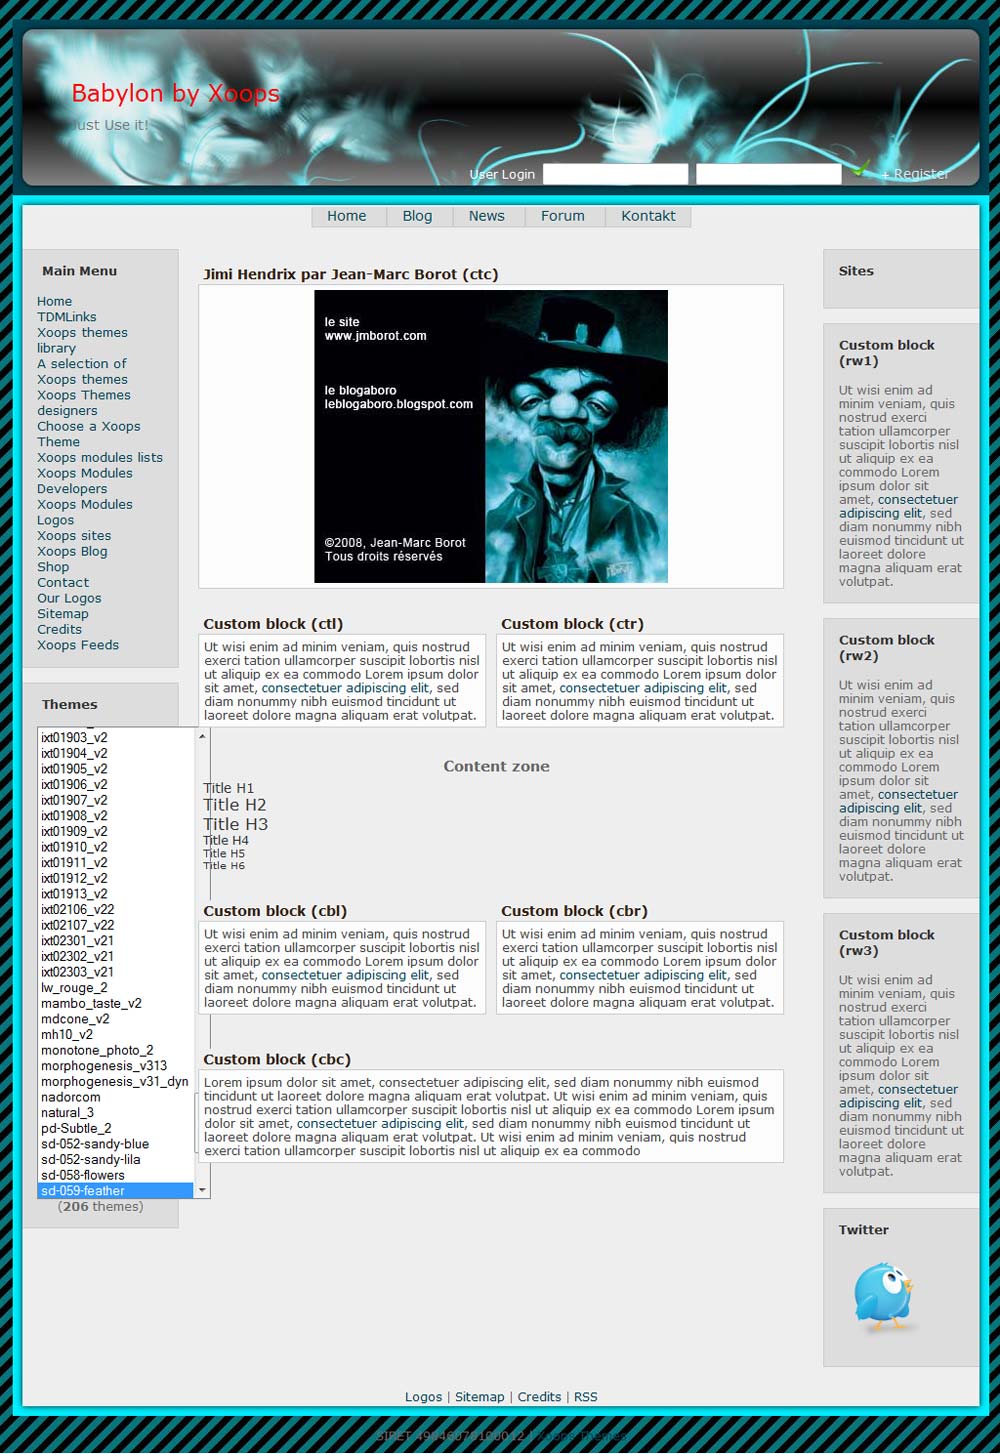 Babylon by Xoops
Just Use it!
User Login
+ Register
Home
Blog
News
Forum
Kontakt
Main Menu
Home
TDMLinks
Xoops themes
library
A selection of
Xoops themes
Xoops Themes
designers
Choose a Xoops
Theme
Xoops modules lists
Xoops Modules
Developers
Xoops Modules
Logos
Xoops sites
Xoops Blog
Shop
Contact
Our Logos
Sitemap
Credits
Xoops Feeds
Themes
ixt01903_v2
ixt01904_v2
ixt01905_v2
ixt01906_v2
ixt01907_v2
ixt01908_v2
ixt01909_v2
ixt01910_v2
ixt01911_v2
ixt01912_v2
ixt01913_v2
ixt02106_v22
ixt02107_v22
ixt02301_v21
ixt02302_v21
ixt02303_v21
lw_rouge_2
mambo_taste_v2
mdcone_v2
mh10_v2
monotone_photo_2
morphogenesis_v313
morphogenesis_v31_dyn
nadorcom
natural_3
pd-Subtle_2
sd-052-sandy-blue
sd-052-sandy-lila
sd-058-flowers
sd-059-feather
(206 themes)
Jimi Hendrix par Jean-Marc Borot (ctc)
le site
www.jmborot.com
le blogaboro
leblogaboro.blogspot.com
©2008, Jean-Marc Borot
Tous droits réservés
Custom block (ctl)
Ut wisi enim ad minim veniam, quis nostrud
exerci tation ullamcorper suscipit lobortis nisl
ut aliquip ex ea commodo Lorem ipsum dolor
sit amet, consectetuer adipiscing elit, sed
diam nonummy nibh euismod tincidunt ut
laoreet dolore magna aliquam erat volutpat.
Custom block (ctr)
Ut wisi enim ad minim veniam, quis nostrud
exerci tation ullamcorper suscipit lobortis nisl
ut aliquip ex ea commodo Lorem ipsum dolor
sit amet, consectetuer adipiscing elit, sed
diam nonummy nibh euismod tincidunt ut
laoreet dolore magna aliquam erat volutpat.
Content zone
Title H1
Title H2
Title H3
Title H4
Title H5
Title H6
Custom block (cbl)
Ut wisi enim ad minim veniam, quis nostrud
exerci tation ullamcorper suscipit lobortis nisl
ut aliquip ex ea commodo Lorem ipsum dolor
sit amet, consectetuer adipiscing elit, sed
diam nonummy nibh euismod tincidunt ut
laoreet dolore magna aliquam erat volutpat.
Custom block (cbr)
Ut wisi enim ad minim veniam, quis nostrud
exerci tation ullamcorper suscipit lobortis nisl
ut aliquip ex ea commodo Lorem ipsum dolor
sit amet, consectetuer adipiscing elit, sed
diam nonummy nibh euismod tincidunt ut
laoreet dolore magna aliquam erat volutpat.
Custom block (cbc)
Lorem ipsum dolor sit amet, consectetuer adipiscing elit, sed diam nonummy nibh euismod
tincidunt ut laoreet dolore magna aliquam erat volutpat. Ut wisi enim ad minim veniam, quis
nostrud exerci tation ullamcorper suscipit lobortis nisl ut aliquip ex ea commodo Lorem ipsum
dolor sit amet, consectetuer adipiscing elit, sed diam nonummy nibh euismod tincidunt ut
laoreet dolore magna aliquam erat volutpat. Ut wisi enim ad minim veniam, quis nostrud
exerci tation ullamcorper suscipit lobortis nisl ut aliquip ex ea commodo
Sites
Custom block
(rw1)
Ut wisi enim ad
minim veniam, quis
nostrud exerci
tation ullamcorper
suscipit lobortis nisl
ut aliquip ex ea
commodo Lorem
ipsum dolor sit
amet, consectetuer
adipiscing elit, sed
diam nonummy nibh
euismod tincidunt ut
laoreet dolore
magna aliquam erat
volutpat.
Custom block
(rw2)
Ut wisi enim ad
minim veniam, quis
nostrud exerci
tation ullamcorper
suscipit lobortis nisl
ut aliquip ex ea
commodo Lorem
ipsum dolor sit
amet, consectetuer
adipiscing elit, sed
diam nonummy nibh
euismod tincidunt ut
laoreet dolore
magna aliquam erat
volutpat.
Custom block
(rw3)
Ut wisi enim ad
minim veniam, quis
nostrud exerci
tation ullamcorper
suscipit lobortis nisl
ut aliquip ex ea
commodo Lorem
ipsum dolor sit
amet, consectetuer
adipiscing elit, sed
diam nonummy nibh
euismod tincidunt ut
laoreet dolore
magna aliquam erat
volutpat.
Twitter
Logos | Sitemap | Credits | RSS
SIRET